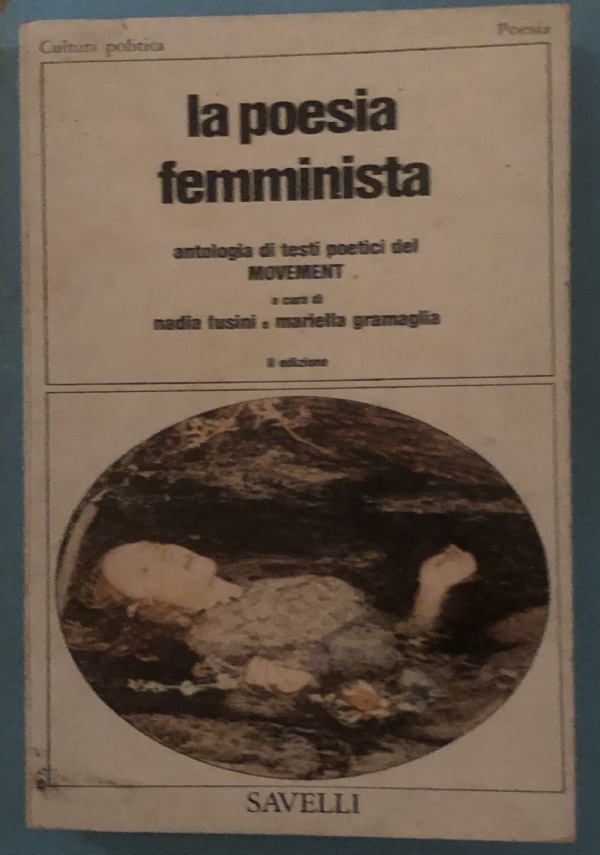 Cultura politica
Poesia
la poesia
femminista
antologia di testi poetici del
MOVEMENT
a cura di
nadia fusini e mariella gramaglia
II edizione
SAVELLI